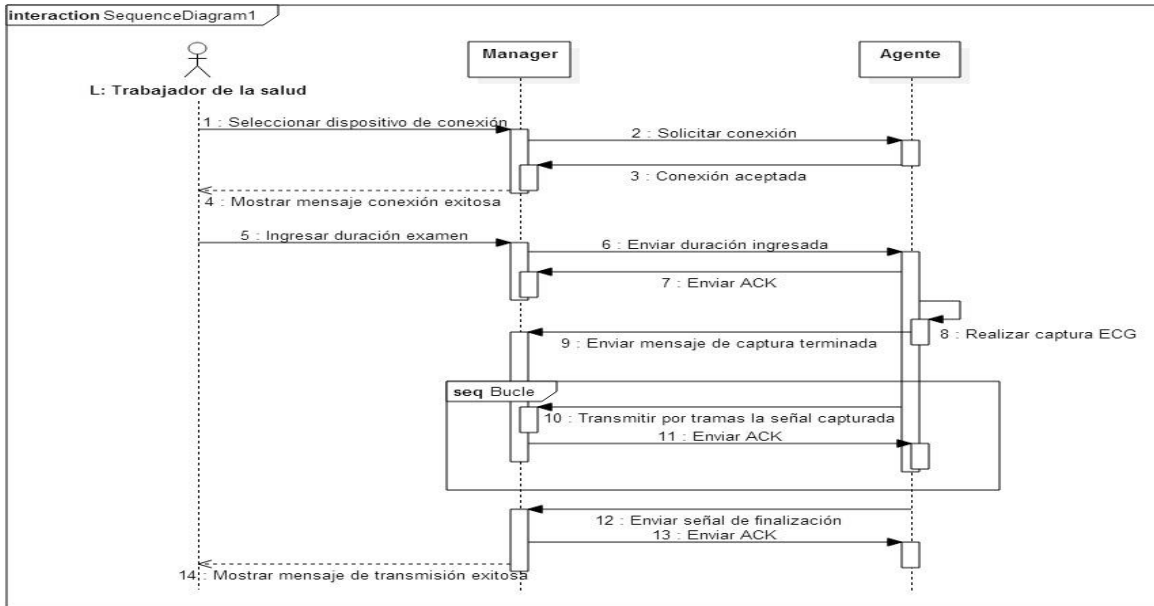 interaction SequenceDiagram1
Manager
Agente
L: Trabajador de la salud
1 : Seleccionar dispositivo de conexión
2 : Solicitar conexión
3 : Conexión aceptada
4 : Mostrar mensaje conexión exitosa
5 : Ingresar duración examen
6 : Enviar duración ingresada
7 : Enviar ACK
8 : Realizar captura ECG
9 : Enviar mensaje de captura terminada
seq Bucle
10 : Transmitir por tramas la señal capturada
11 : Enviar ACK
12 : Enviar señal de finalización
13 : Enviar ACK
14 : Mostrar mensaje de transmisión exitosa